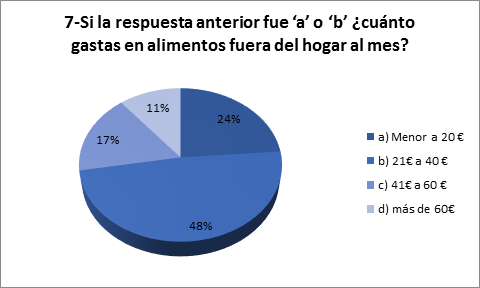 7-Si la respuesta anterior fue ‘a’ o ‘b’ ¿cuánto
gastas en alimentos fuera del hogar al mes?
11%
24%
17%
48%
a) Menor a 20 €
b) 21€ a 40 €
c) 41€ a 60 €
d) más de 60€